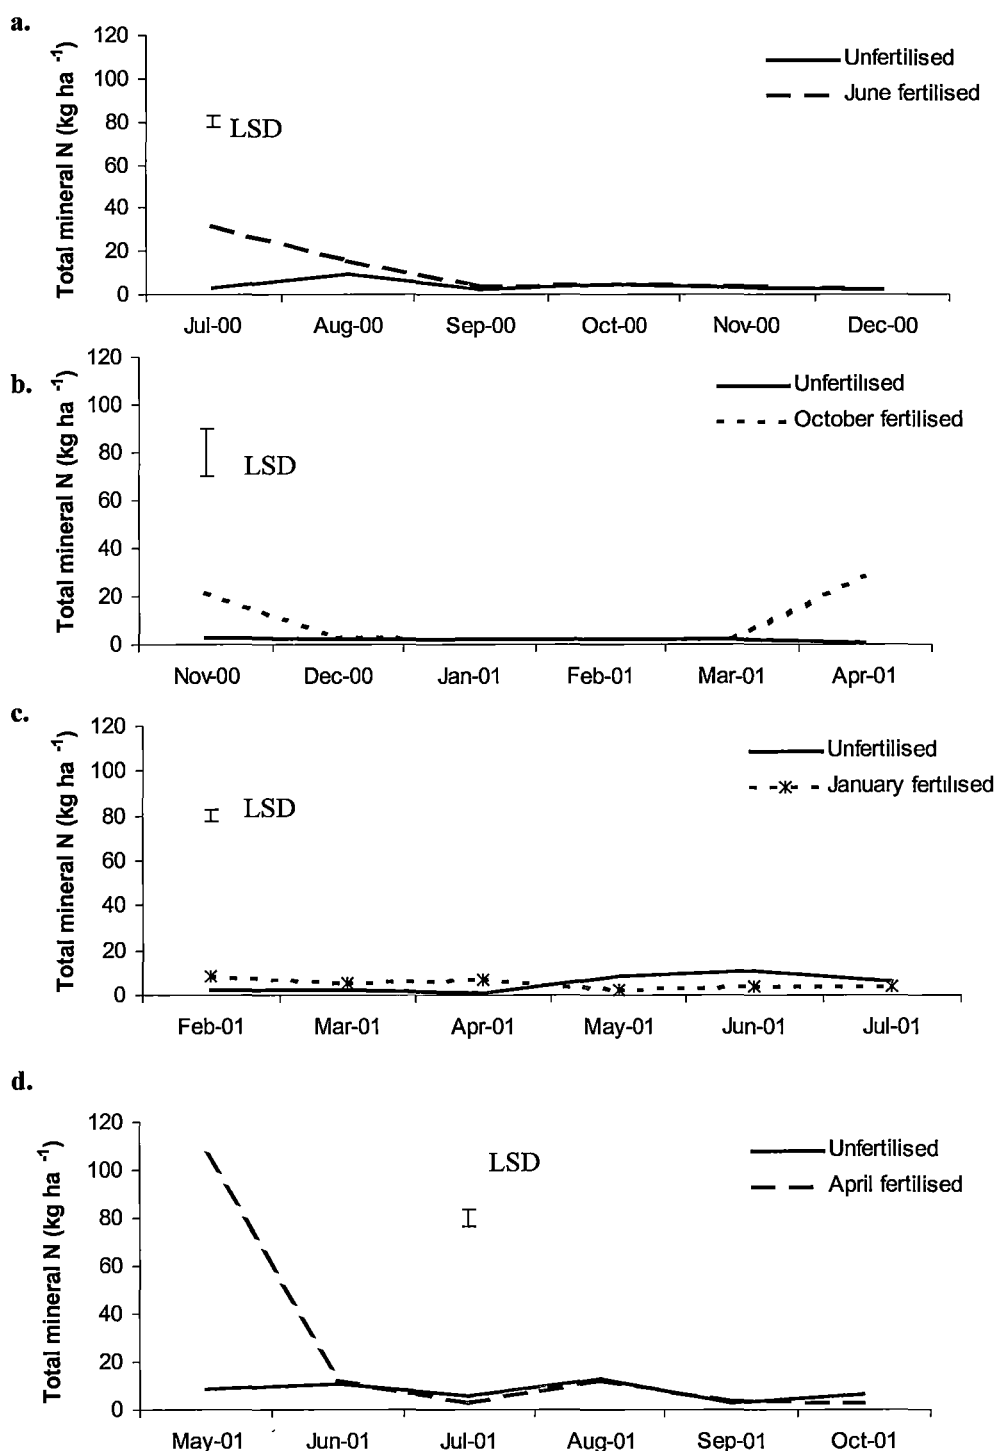 a.
Total mineral N (kg ha -1)
120
100
80
60
40
20
0
Unfertilised
June fertilised
LSD
Jul-00 Aug-00 Sep-00 Oct-00 Nov-00 Dec-00
b.
Total mineral N (kg ha -1)
120
100
80
60
40
20
0
Unfertilised
October fertilised
LSD
Nov-00 Dec-00 Jan-01 Feb-01 Mar-01 Apr-01
c.
Total mineral N (kg ha -1)
120
100
80
60
40
20
0
Unfertilised
January fertilised
LSD
Feb-01 Mar-01 Apr-01 May-01 Jun-01 Jul-01
d.
Total mineral N (kg ha -1)
120
100
80
60
40
20
0
LSD
Unfertilised
April fertilised
May-01 Jun-01 Jul-01 Aug-01 Sep-01 Oct-01